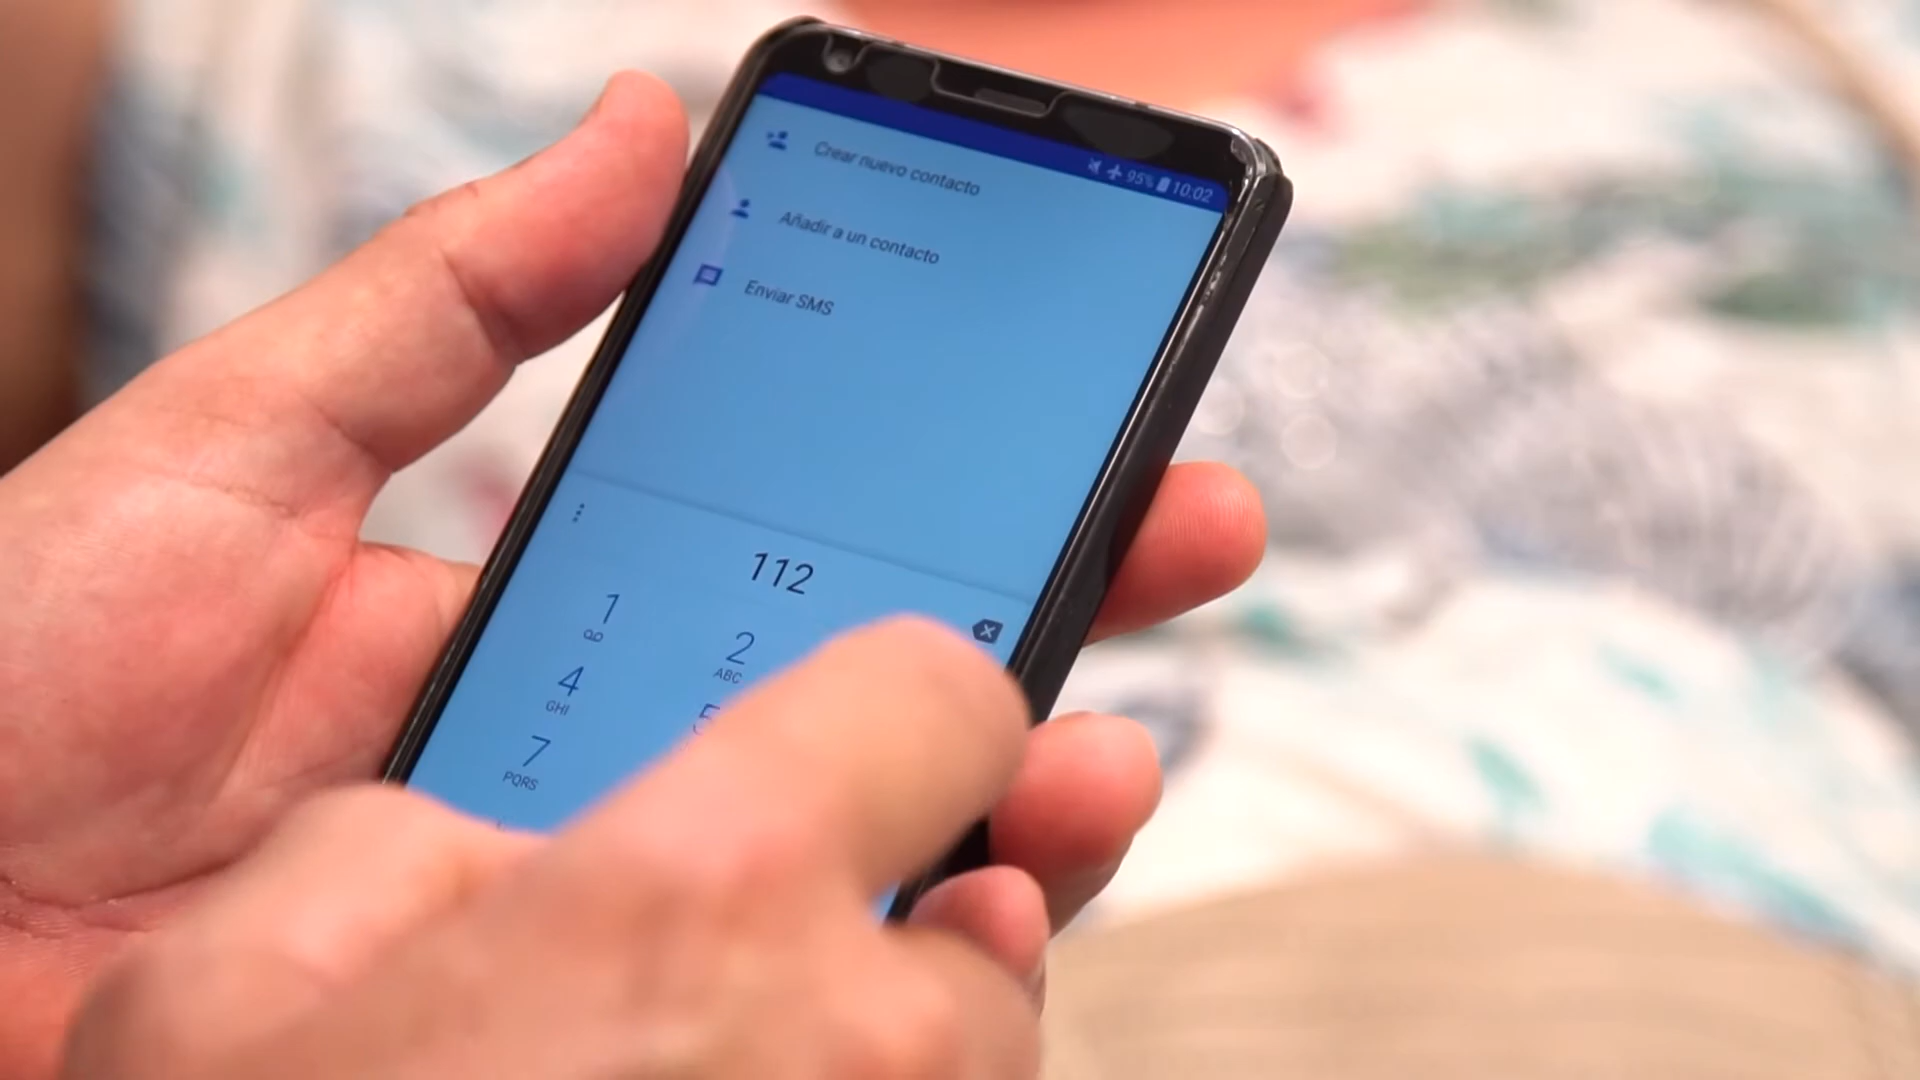 95% 10:02
Crear nuevo contacto
Añadir a un contacto
Enviar SMS
112
1
2
ABC
4
GHI
5
7
PQRS